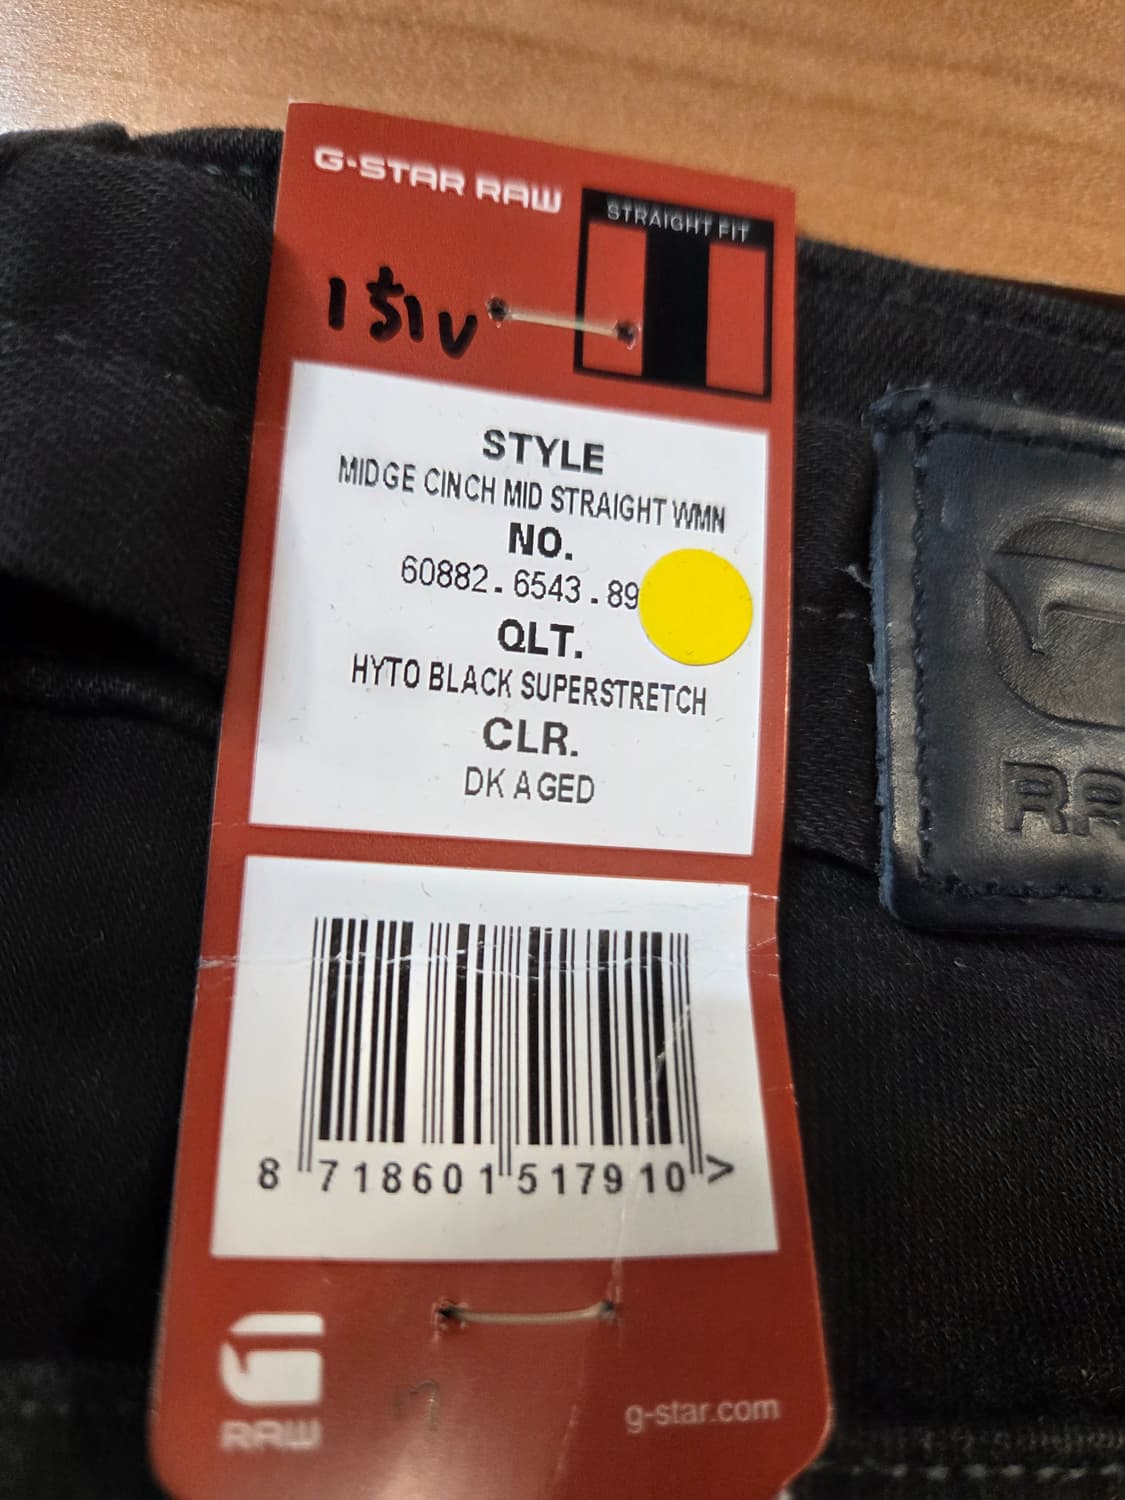 G-STAR RAW
STRAIGHT FIT
STYLE
MIDGE CINCH MID STRAIGHT WMN
NO.
60882.6543.89
QLT.
HYTO BLACK SUPERSTRETCH
CLR.
DK AGED
8 718601 517910 >
RAW
g-star.com
RA